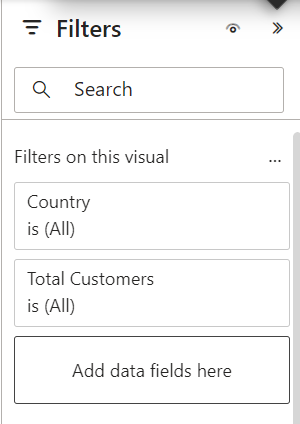 Filters
Search
Filters on this visual
...
Country
is (All)
Total Customers
is (All)
Add data fields here